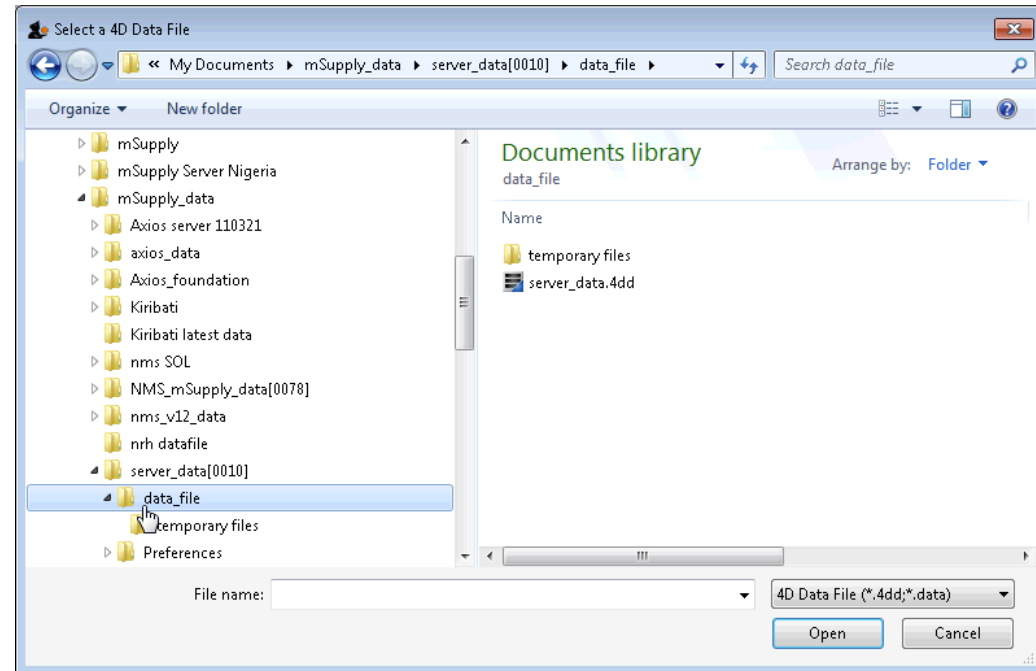 Select a 4D Data File
« My Documents mSupply_data server_data[0010] data_file Search data_file
Organize New folder
mSupply
mSupply Server Nigeria
mSupply_data
Axios server 110321
axios_data
Axios_foundation
Kiribati
Kiribati latest data
nms SOL
NMS_mSupply_data[0078]
nms_v12_data
nrh datafile
server_data[0010]
data_file
temporary files
Preferences
Documents library
data_file
Arrange by: Folder
Name
temporary files
server_data.4dd
File name: 4D Data File (*.4dd;*.data)
Open Cancel